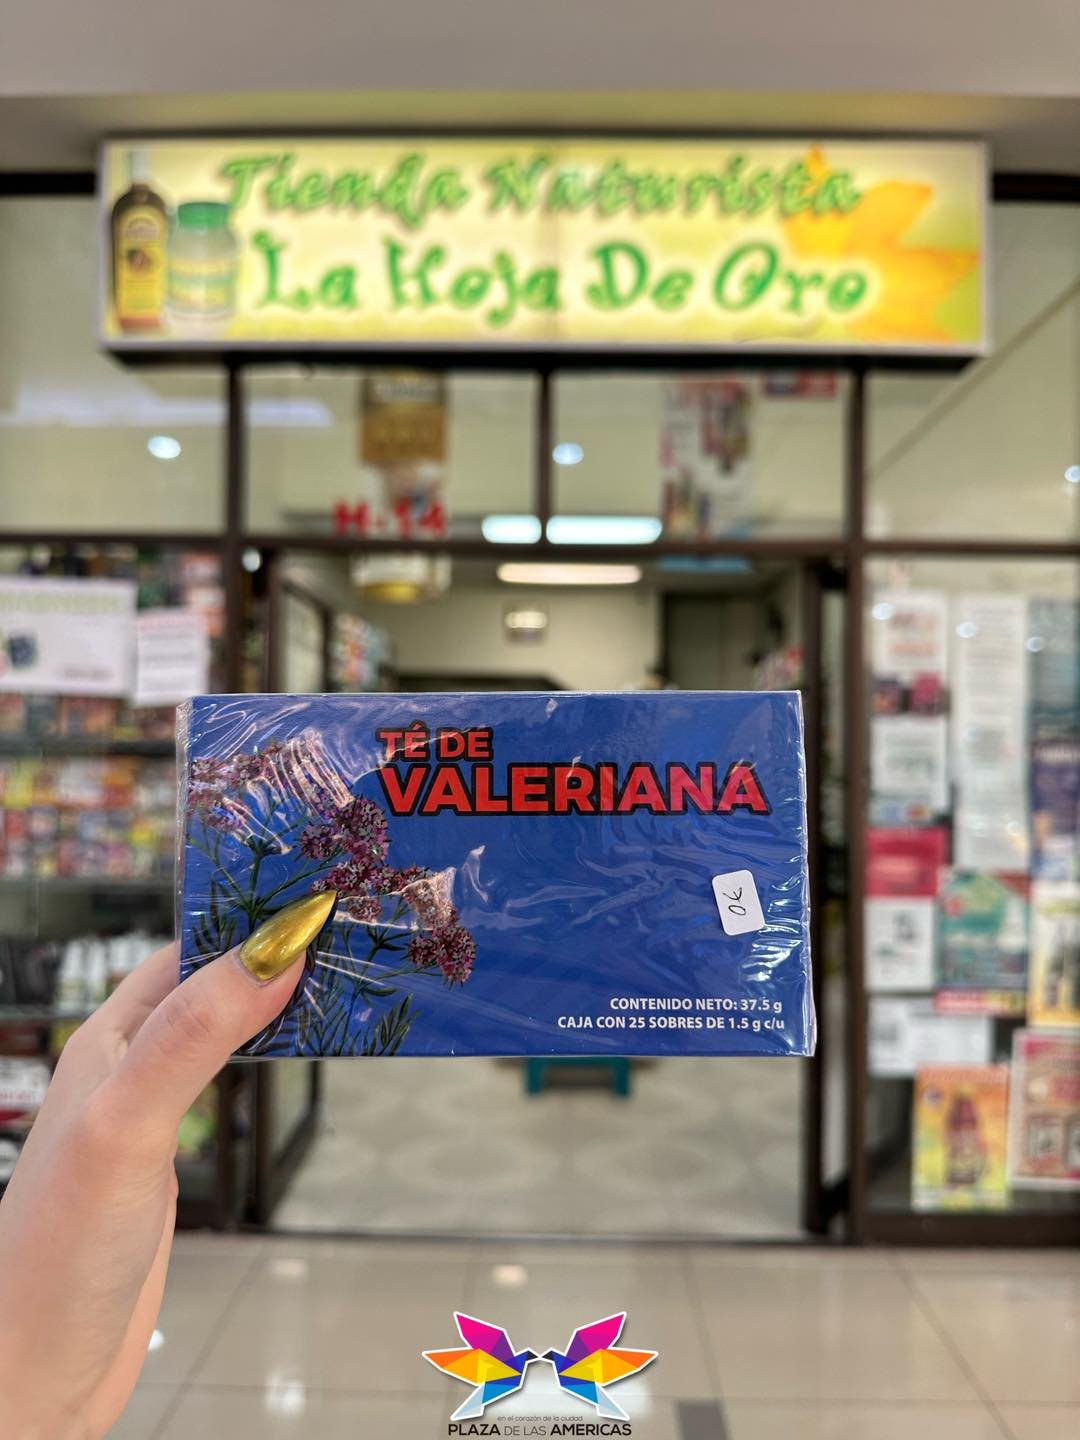 Tienda Naturista
La Hoja De Oro
H-14
TÉ DE
VALERIANA
CONTENIDO NETO: 37.5 g
CAJA CON 25 SOBRES DE 1.5 g c/u
en el corazón de la ciudad
PLAZA DE LAS AMERICAS